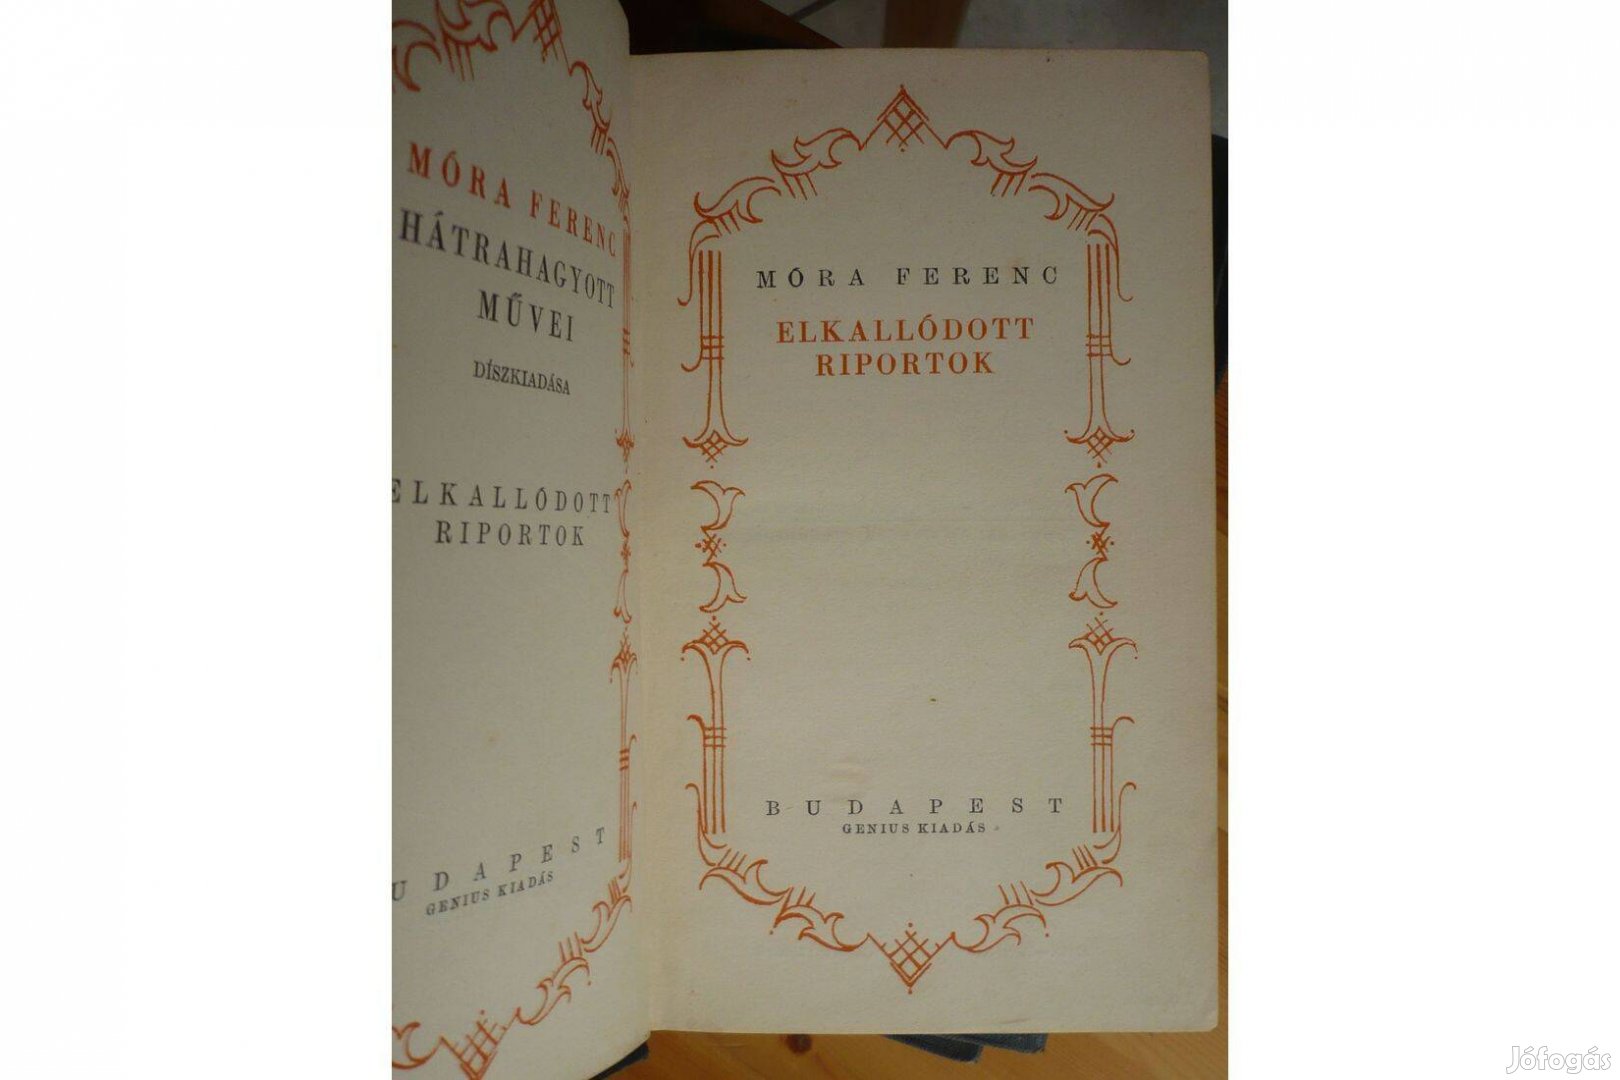 MÓRA FERENC
HÁTRAHAGYOTT
MŰVEI
DÍSZKIADÁSA
ELKALLÓDOTT
RIPORTOK
UDAPEST
GENIUS KIADÁS
MÓRA FERENC
ELKALLÓDOTT
RIPORTOK
BUDAPEST
GENIUS KIADÁS
Jófogás